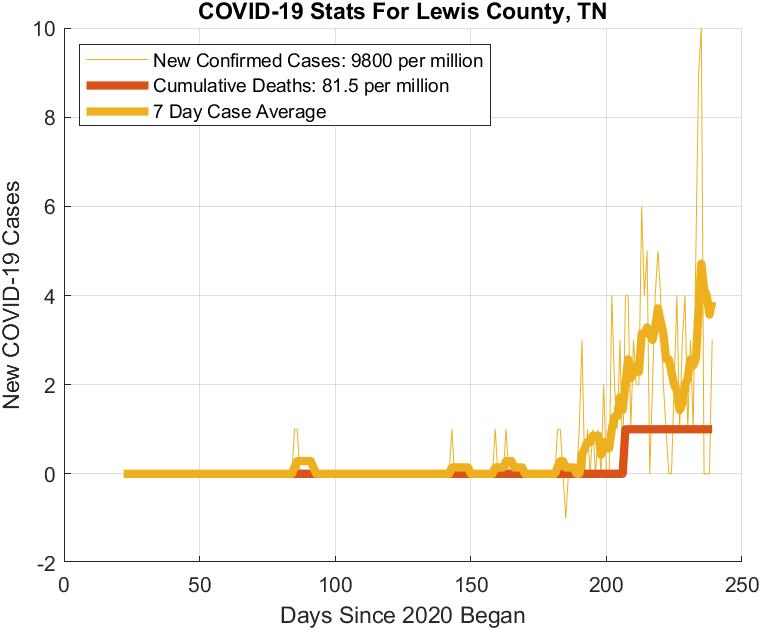 COVID-19 Stats For Lewis County, TN
New Confirmed Cases: 9800 per million
Cumulative Deaths: 81.5 per million
7 Day Case Average
New COVID-19 Cases
10
8
6
4
2
0
-2
0 50 100 150 200 250
Days Since 2020 Began